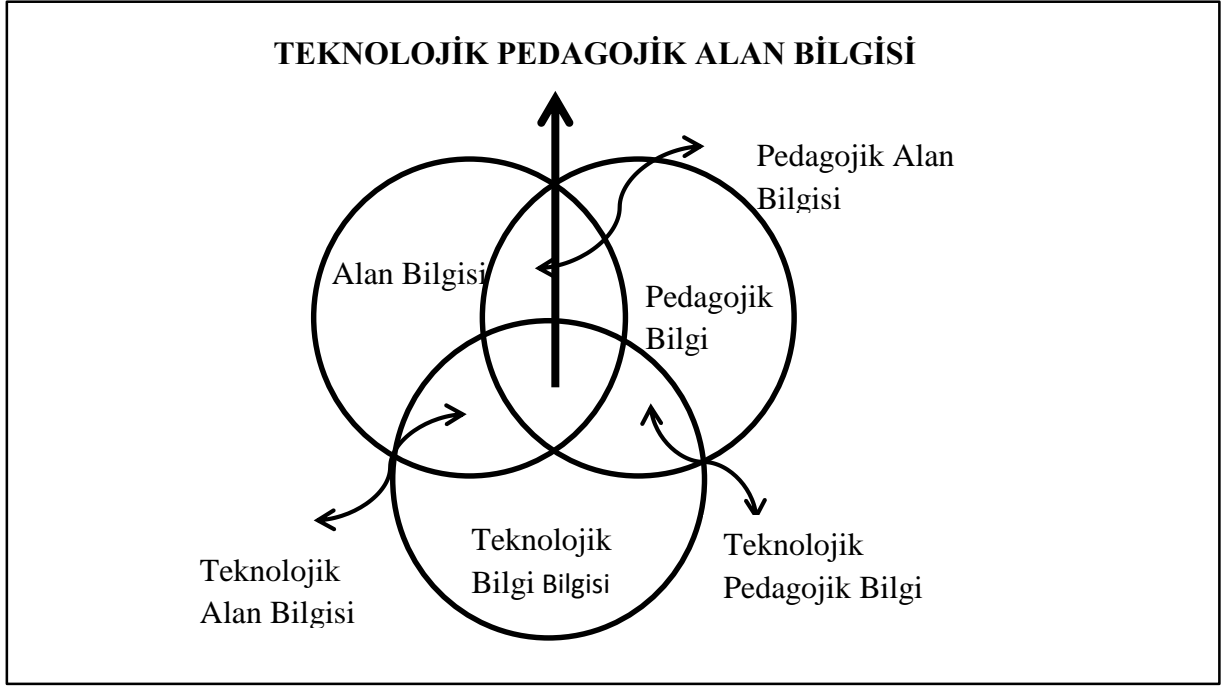 TEKNOLOJİK PEDAGOJİK ALAN BİLGİSİ
Pedagojik Alan
Bilgisi
Alan Bilgisi
Pedagojik
Bilgi
Teknolojik
Bilgi Bilgisi
Teknolojik
Alan Bilgisi
Teknolojik
Pedagojik Bilgi